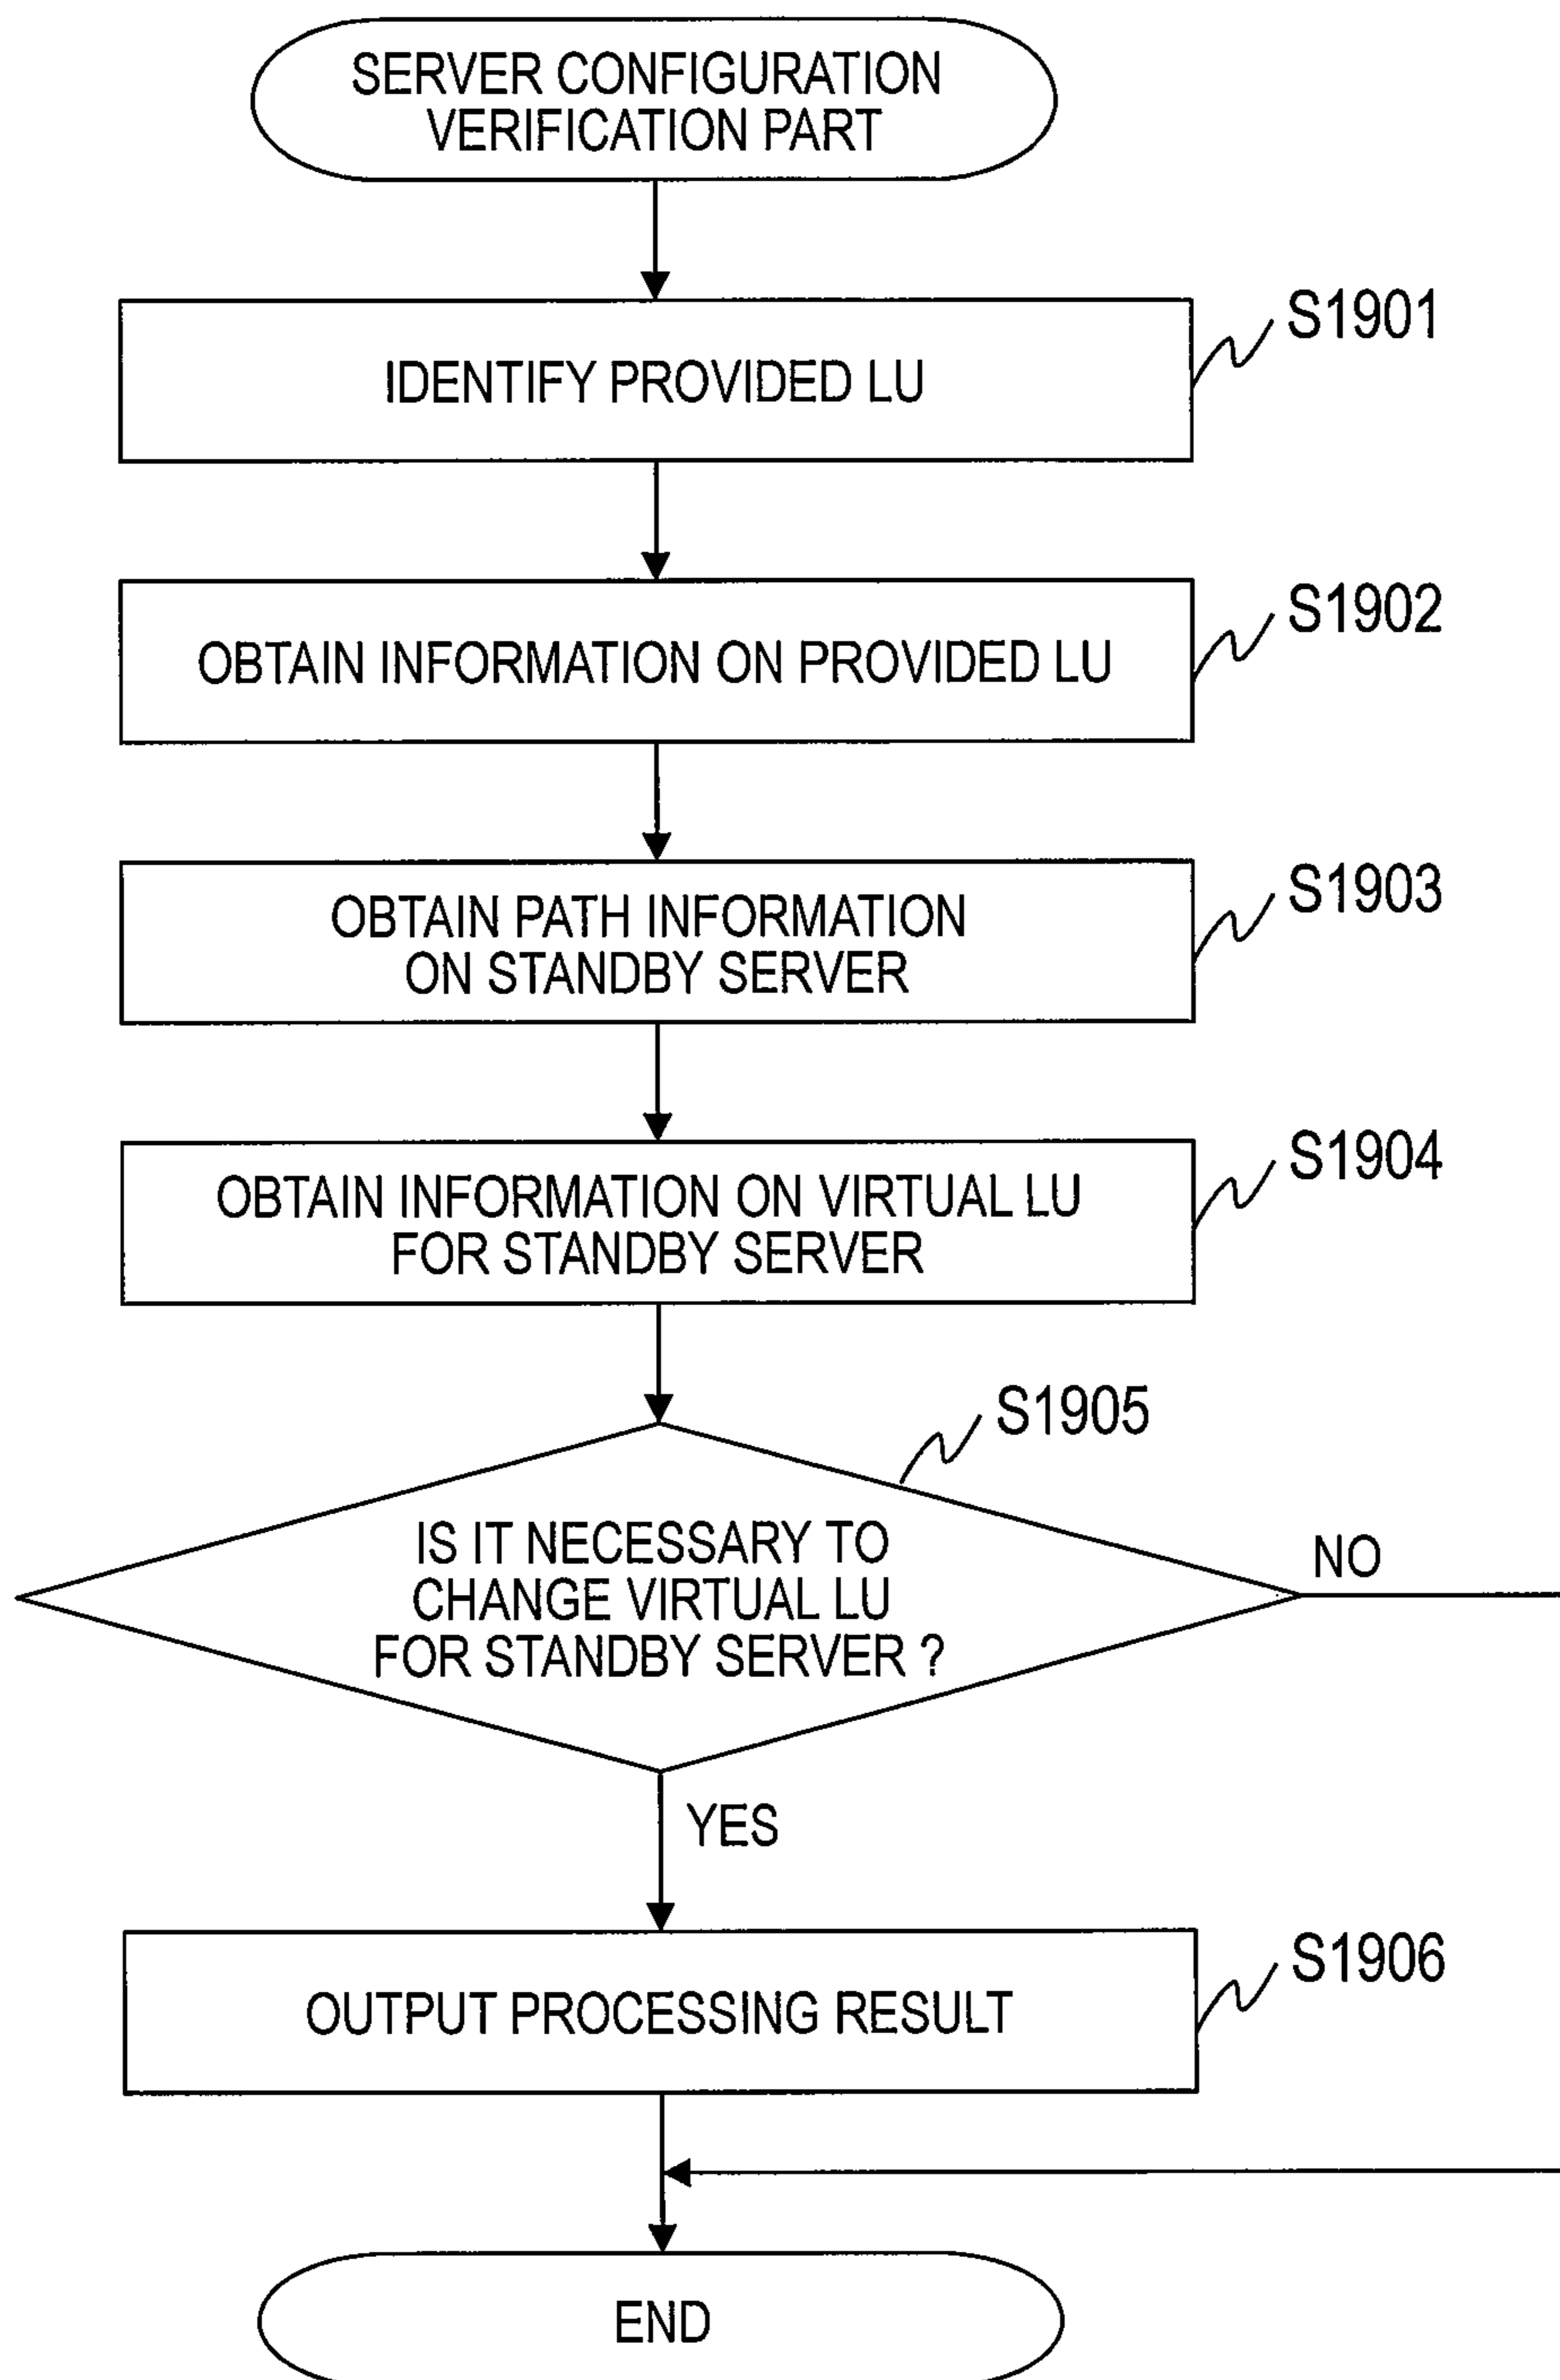 SERVER CONFIGURATION
VERIFICATION PART
S1901
IDENTIFY PROVIDED LU
S1902
OBTAIN INFORMATION ON PROVIDED LU
S1903
OBTAIN PATH INFORMATION
ON STANDBY SERVER
S1904
OBTAIN INFORMATION ON VIRTUAL LU
FOR STANDBY SERVER
S1905
IS IT NECESSARY TO
CHANGE VIRTUAL LU
FOR STANDBY SERVER ?
NO
YES
S1906
OUTPUT PROCESSING RESULT
END